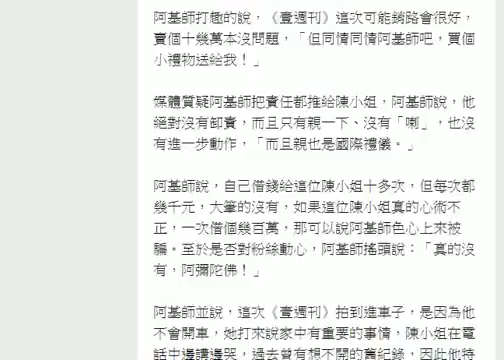 阿基師打趣的說，《壹週刊》這次可能銷路會很好，
賣個十幾萬本沒問題，「但同情同情阿基師吧，買個
小禮物送給我！」
媒體質疑阿基師把責任都推給陳小姐，阿基師說，他
絕對沒有卸責，而且只有親一下、沒有「喇」，也沒
有進一步動作，「而且親也是國際禮儀。」
阿基師說，自己借錢給這位陳小姐十多次，但每次都
幾千元，大筆的沒有，如果這位陳小姐真的心術不
正，一次借個幾百萬，那可以說阿基師色心上來被
騙。至於是否對粉絲動心，阿基師搖頭說：「真的沒
有，阿彌陀佛！」
阿基師並說，這次《壹週刊》拍到進車子，是因為他
不會開車，她打來說家中有重要的事情，陳小姐在電
話中邊講邊哭，過去曾有想不開的舊紀錄，因此他特